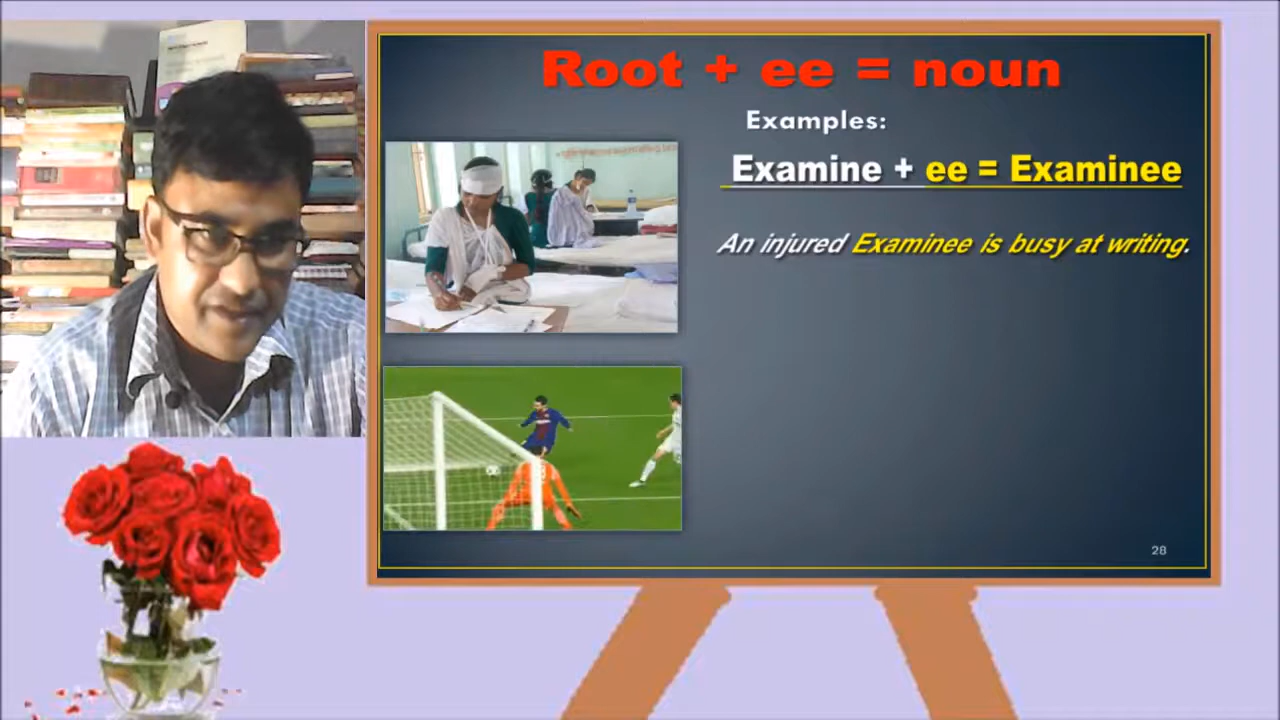 Root + ee = noun
Examples:
Examine + ee = Examinee
An injured Examinee is busy at writing.
28